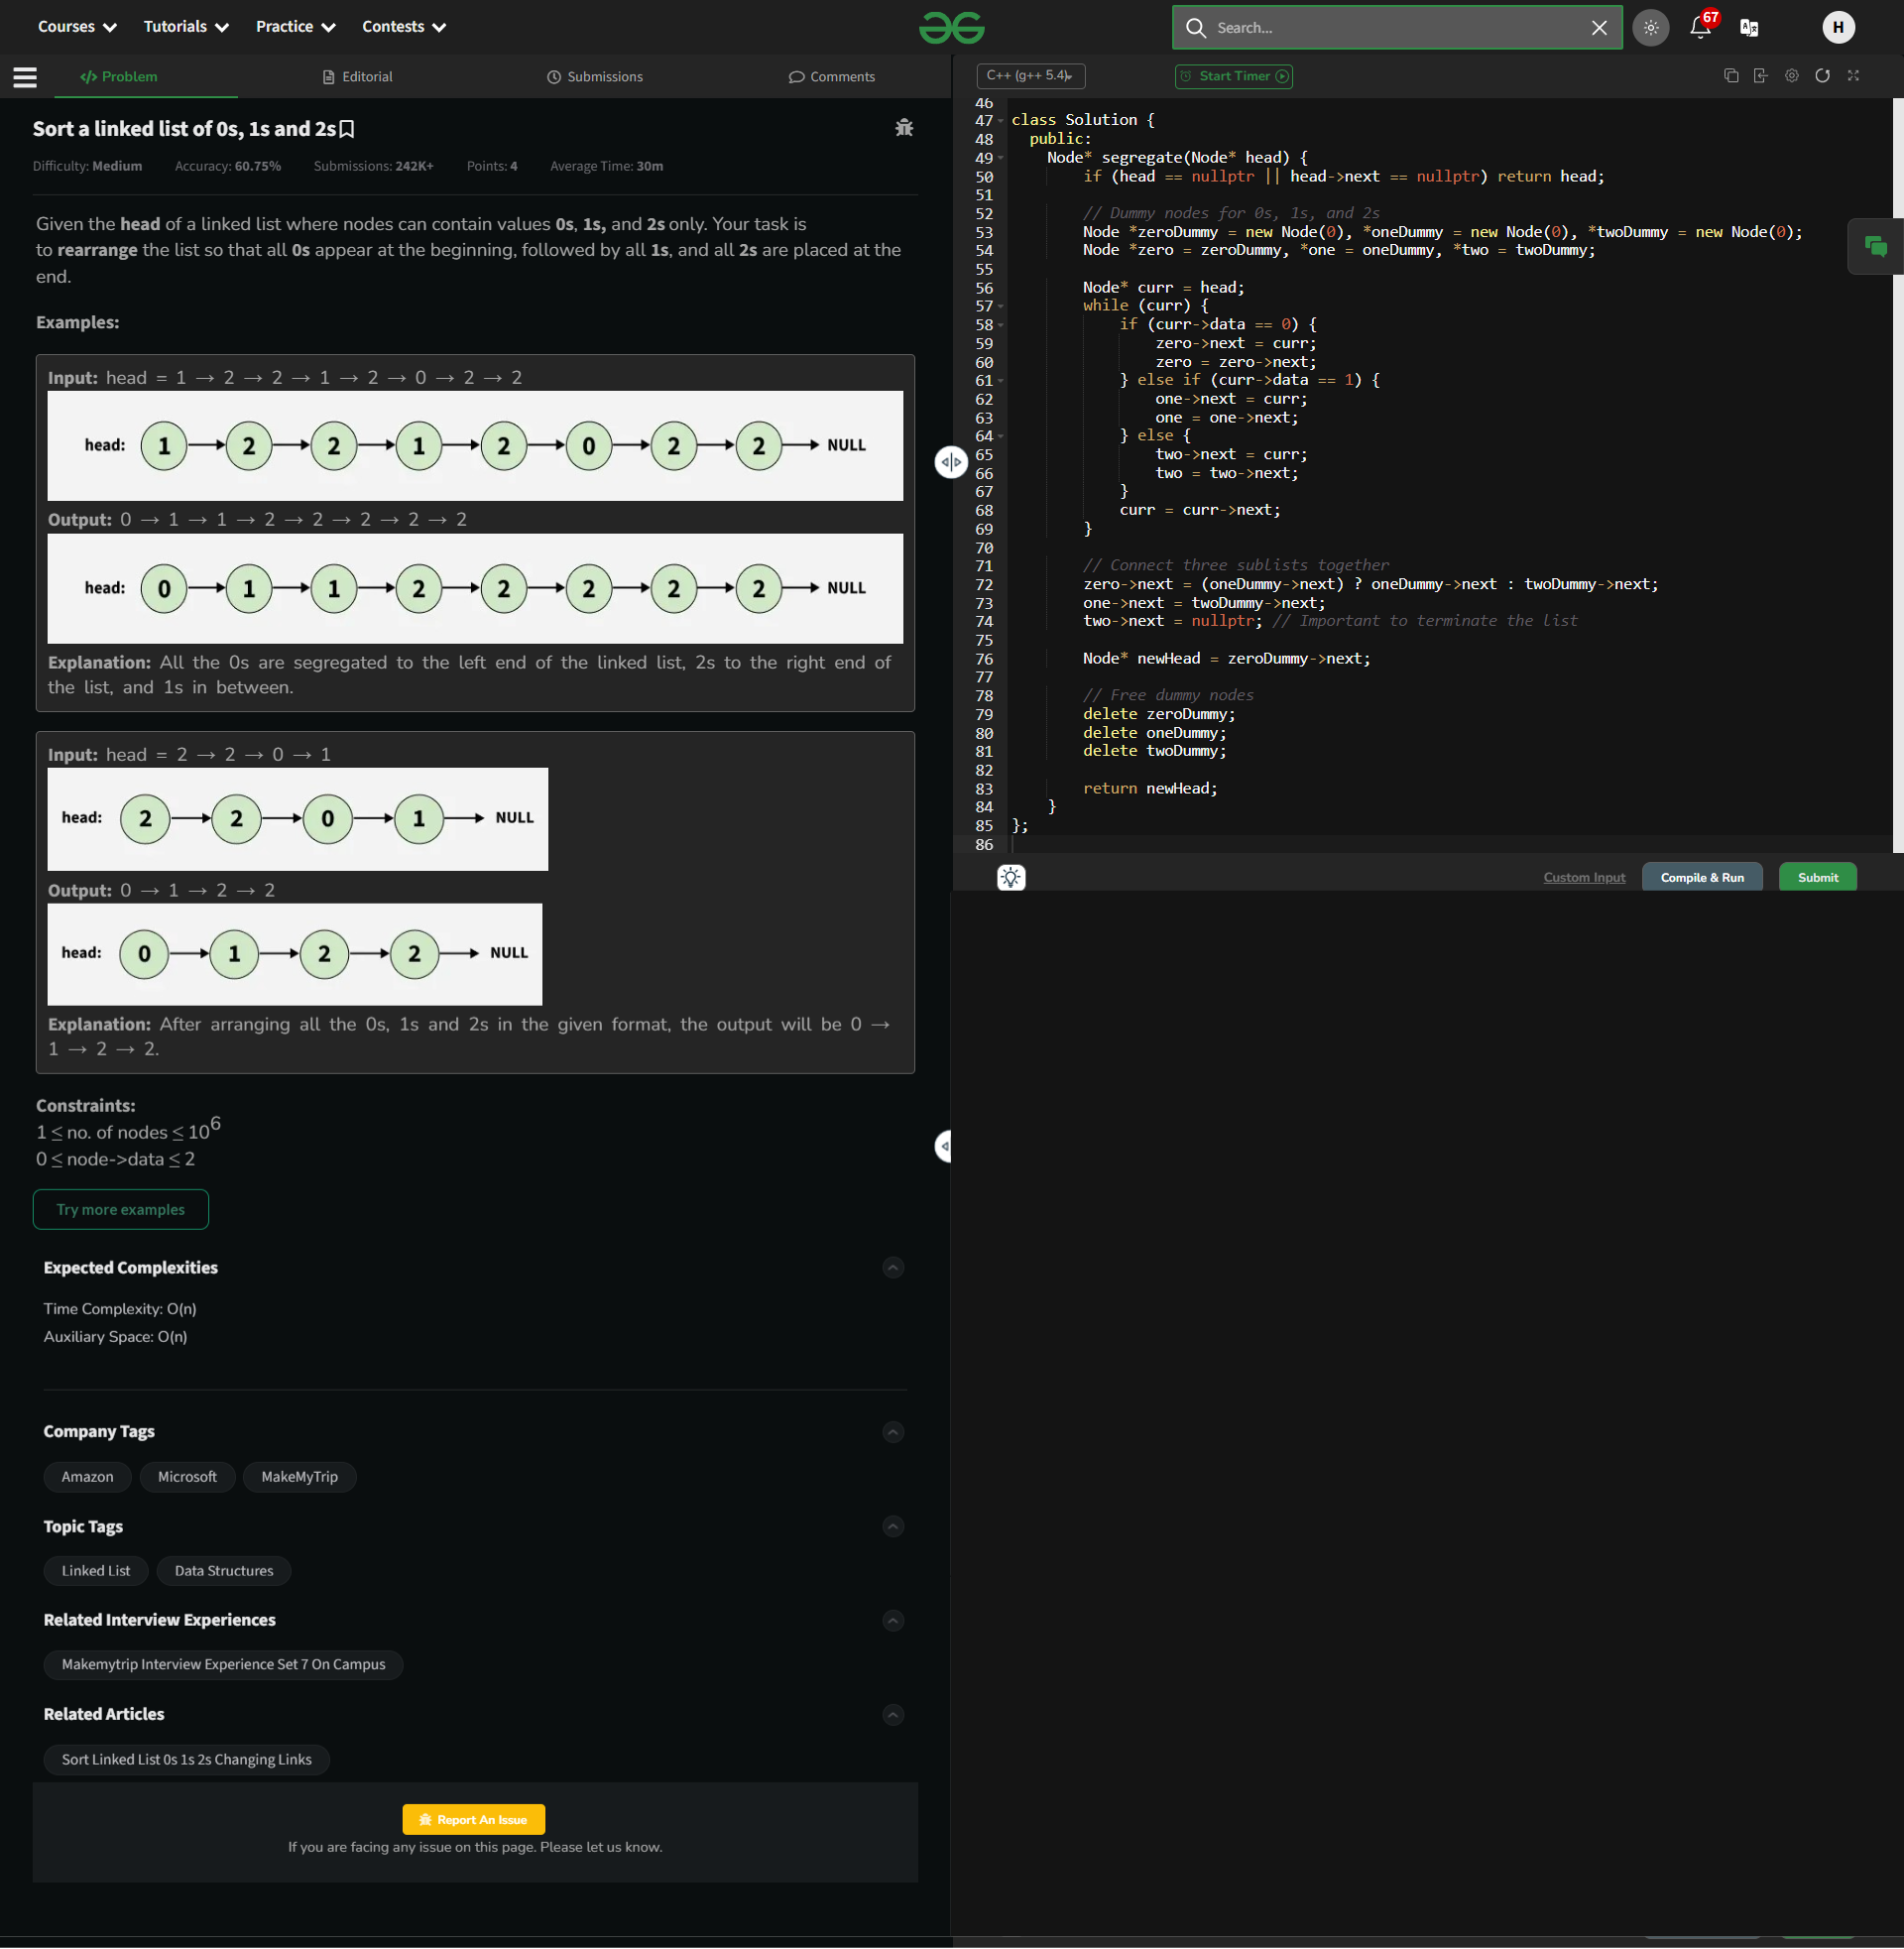 Courses Tutorials Practice Contests Search... 67 H
Problem Editorial Submissions Comments
Sort a linked list of 0s, 1s and 2s
Difficulty: Medium Accuracy: 60.75% Submissions: 242K+ Points: 4 Average Time: 30m
Given the head of a linked list where nodes can contain values 0s, 1s, and 2s only. Your task is
to rearrange the list so that all 0s appear at the beginning, followed by all 1s, and all 2s are placed at the
end.
Examples:
Input: head = 1 → 2 → 2 → 1 → 2 → 0 → 2 → 2
head: 1 2 2 1 2 0 2 2 NULL
Output: 0 → 1 → 1 → 2 → 2 → 2 → 2 → 2
head: 0 1 1 2 2 2 2 2 NULL
Explanation: All the 0s are segregated to the left end of the linked list, 2s to the right end of
the list, and 1s in between.
Input: head = 2 → 2 → 0 → 1
head: 2 2 0 1 NULL
Output: 0 → 1 → 2 → 2
head: 0 1 2 2 NULL
Explanation: After arranging all the 0s, 1s and 2s in the given format, the output will be 0 →
1 → 2 → 2.
Constraints:
1 ≤ no. of nodes ≤ 10^6
0 ≤ node->data ≤ 2
Try more examples
Expected Complexities
Time Complexity: O(n)
Auxiliary Space: O(n)
Company Tags
Amazon Microsoft MakeMyTrip
Topic Tags
Linked List Data Structures
Related Interview Experiences
Makemytrip Interview Experience Set 7 On Campus
Related Articles
Sort Linked List 0s 1s 2s Changing Links
Report An Issue
If you are facing any issue on this page. Please let us know.
C++ (g++ 5.4) Start Timer
46
47 class Solution {
48 public:
49 Node* segregate(Node* head) {
50 if (head == nullptr || head->next == nullptr) return head;
51
52 // Dummy nodes for 0s, 1s, and 2s
53 Node *zeroDummy = new Node(0), *oneDummy = new Node(0), *twoDummy = new Node(0);
54 Node *zero = zeroDummy, *one = oneDummy, *two = twoDummy;
55
56 Node* curr = head;
57 while (curr) {
58 if (curr->data == 0) {
59 zero->next = curr;
60 zero = zero->next;
61 } else if (curr->data == 1) {
62 one->next = curr;
63 one = one->next;
64 } else {
65 two->next = curr;
66 two = two->next;
67 }
68 curr = curr->next;
69 }
70
71 // Connect three sublists together
72 zero->next = (oneDummy->next) ? oneDummy->next : twoDummy->next;
73 one->next = twoDummy->next;
74 two->next = nullptr; // Important to terminate the list
75
76 Node* newHead = zeroDummy->next;
77
78 // Free dummy nodes
79 delete zeroDummy;
80 delete oneDummy;
81 delete twoDummy;
82
83 return newHead;
84 }
85 };
86
Custom Input Compile & Run Submit